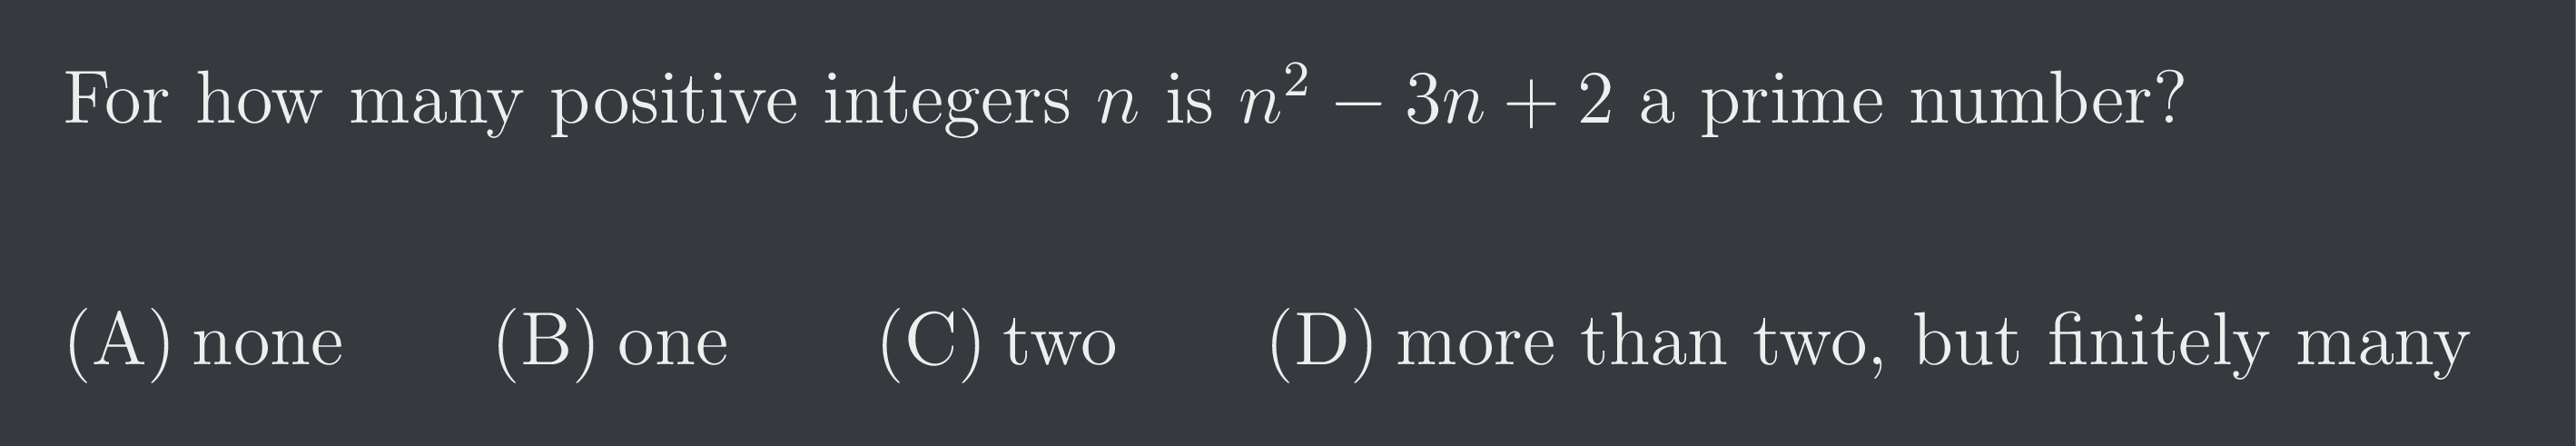 For how many positive integers n is n² − 3n + 2 a prime number?
(A) none (B) one (C) two (D) more than two, but finitely many